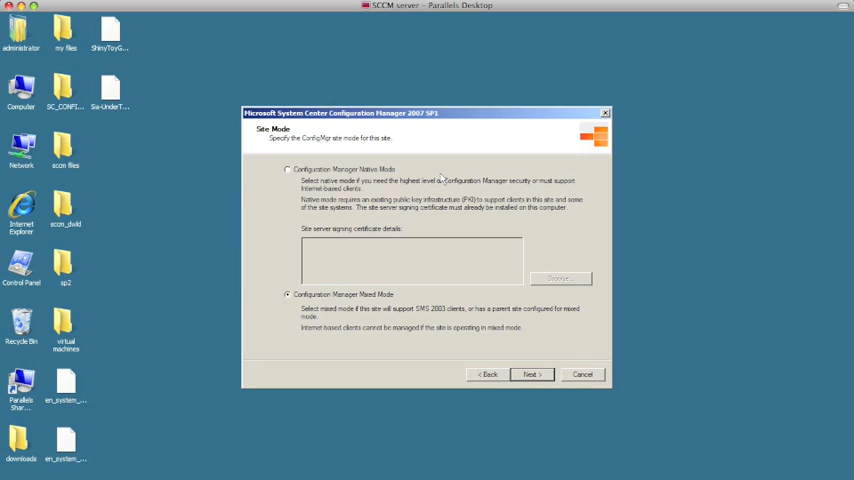 SCCM server – Parallels Desktop
administrator
my files
ShinyToyG...
Computer
SC_CONFI...
Sia-UnderT...
Network
sccm files
Internet
Explorer
sccm_dwld
Control Panel
sp2
Recycle Bin
virtual
machines
Parallels
Shar...
en_system_...
downloads
en_system_...
Microsoft System Center Configuration Manager 2007 SP1
Site Mode
Specify the ConfigMgr site mode for this site.
Configuration Manager Native Mode
Select native mode if you need the highest level Configuration Manager security or must support
Internet-based clients.
Native mode requires an existing public key infrastructure (PKI) to support clients in this site and some
of the site systems. The site server signing certificate must already be installed on this computer.
Site server signing certificate details:
Browse...
Configuration Manager Mixed Mode
Select mixed mode if this site will support SMS 2003 clients, or has a parent site configured for mixed
mode.
Internet based clients cannot be managed if the site is operating in mixed mode.
< Back
Next >
Cancel